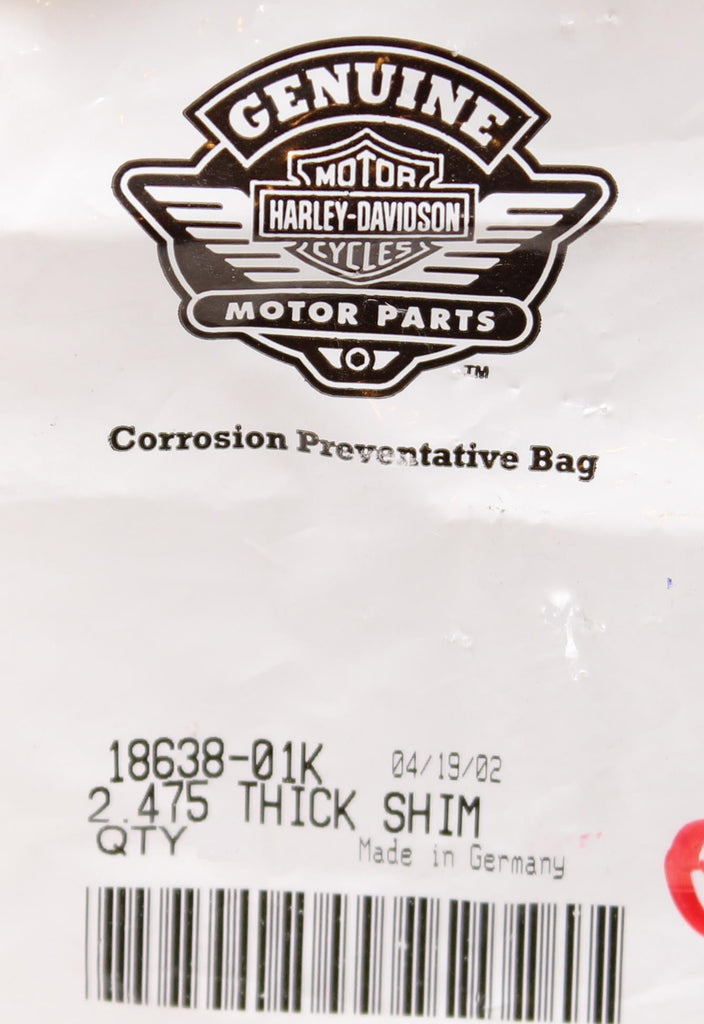 GENUINE
MOTOR
HARLEY-DAVIDSON
CYCLES
MOTOR PARTS
TM
Corrosion Preventative Bag
18638-01K 04/19/02
2.475 THICK SHIM
QTY Made in Germany